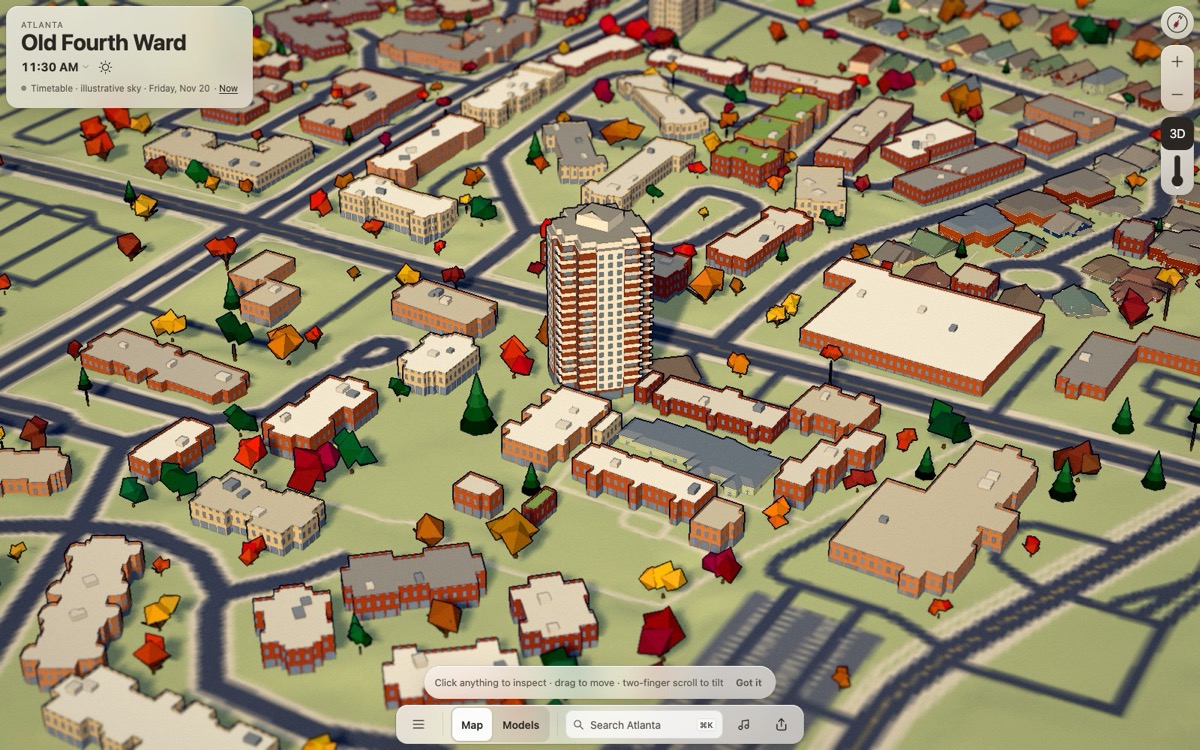 ATLANTA
Old Fourth Ward
11:30 AM
Timetable · illustrative sky · Friday, Nov 20 · Now
+
−
3D
Click anything to inspect · drag to move · two-finger scroll to tilt Got it
Map Models Search Atlanta ⌘K